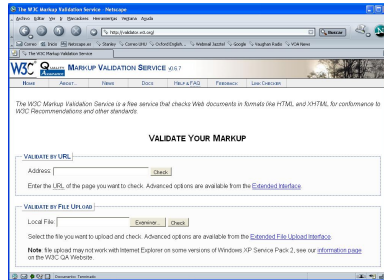 The W3C Markup Validation Service - Netscape
Archivo Editar Ver Ir Marcadores Herramientas Ventana Ayuda
http://validator.w3.org/
Buscar
Correo Inicio Netscape.es Stanley Correo UHU Oxford English... Webmail Jazztel Google Vaughan Radio VOA News
The W3C Markup Validation Service
W3C QUALITY ASSURANCE MARKUP VALIDATION SERVICE v0.6.7
HOME ABOUT... NEWS DOCS HELP & FAQ FEEDBACK LINK CHECKER
The W3C Markup Validation Service is a free service that checks Web documents in formats like HTML and XHTML for conformance to
W3C Recommendations and other standards.
VALIDATE YOUR MARKUP
VALIDATE BY URL
Address: Check
Enter the URL of the page you want to check. Advanced options are available from the Extended Interface.
VALIDATE BY FILE UPLOAD
Local File: Examinar... Check
Select the file you want to upload and check. Advanced options are available from the Extended File Upload Interface.
Note: file upload may not work with Internet Explorer on some versions of Windows XP Service Pack 2, see our information page
on the W3C QA Website.
Documento: Terminado